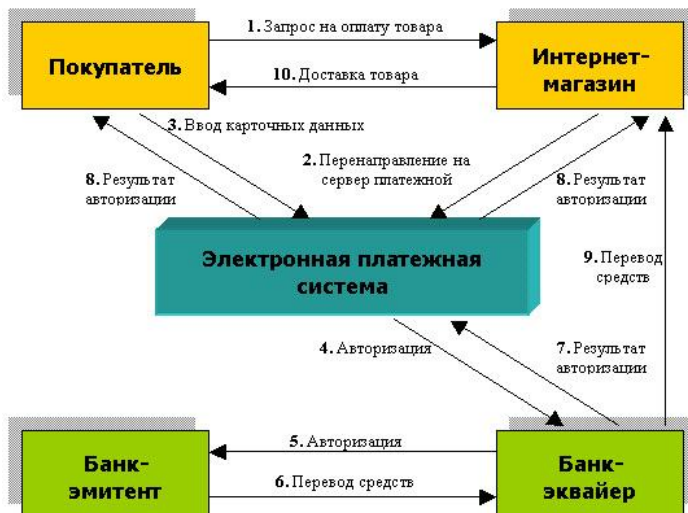 1. Запрос на оплату товара
Покупатель
Интернет-
магазин
10. Доставка товара
3. Ввод карточных данных
2. Перенаправление на
сервер платежной
8. Результат
авторизации
8. Результат
авторизации
Электронная платежная
система
9. Перевод
средств
4. Авторизация
7. Результат
авторизации
5. Авторизация
Банк-
эмитент
6. Перевод средств
Банк-
эквайер